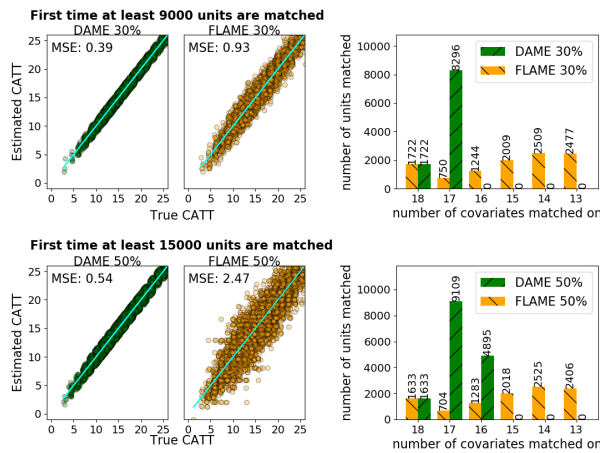 First time at least 9000 units are matched
DAME 30%
FLAME 30%
MSE: 0.39
MSE: 0.93
Estimated CATT
25
20
15
10
5
0
0 5 10 15 20 25
0 5 10 15 20 25
True CATT
number of units matched
10000
8000
6000
4000
2000
0
DAME 30%
FLAME 30%
1722
1722
750
8296
1244
0
2009
0
2509
0
2477
0
18 17 16 15 14 13
number of covariates matched on
First time at least 15000 units are matched
DAME 50%
FLAME 50%
MSE: 0.54
MSE: 2.47
Estimated CATT
25
20
15
10
5
0
0 5 10 15 20 25
0 5 10 15 20 25
True CATT
number of units matched
10000
8000
6000
4000
2000
0
DAME 50%
FLAME 50%
1633
1633
704
9109
1283
4895
2018
0
2525
0
2406
0
18 17 16 15 14 13
number of covariates matched on